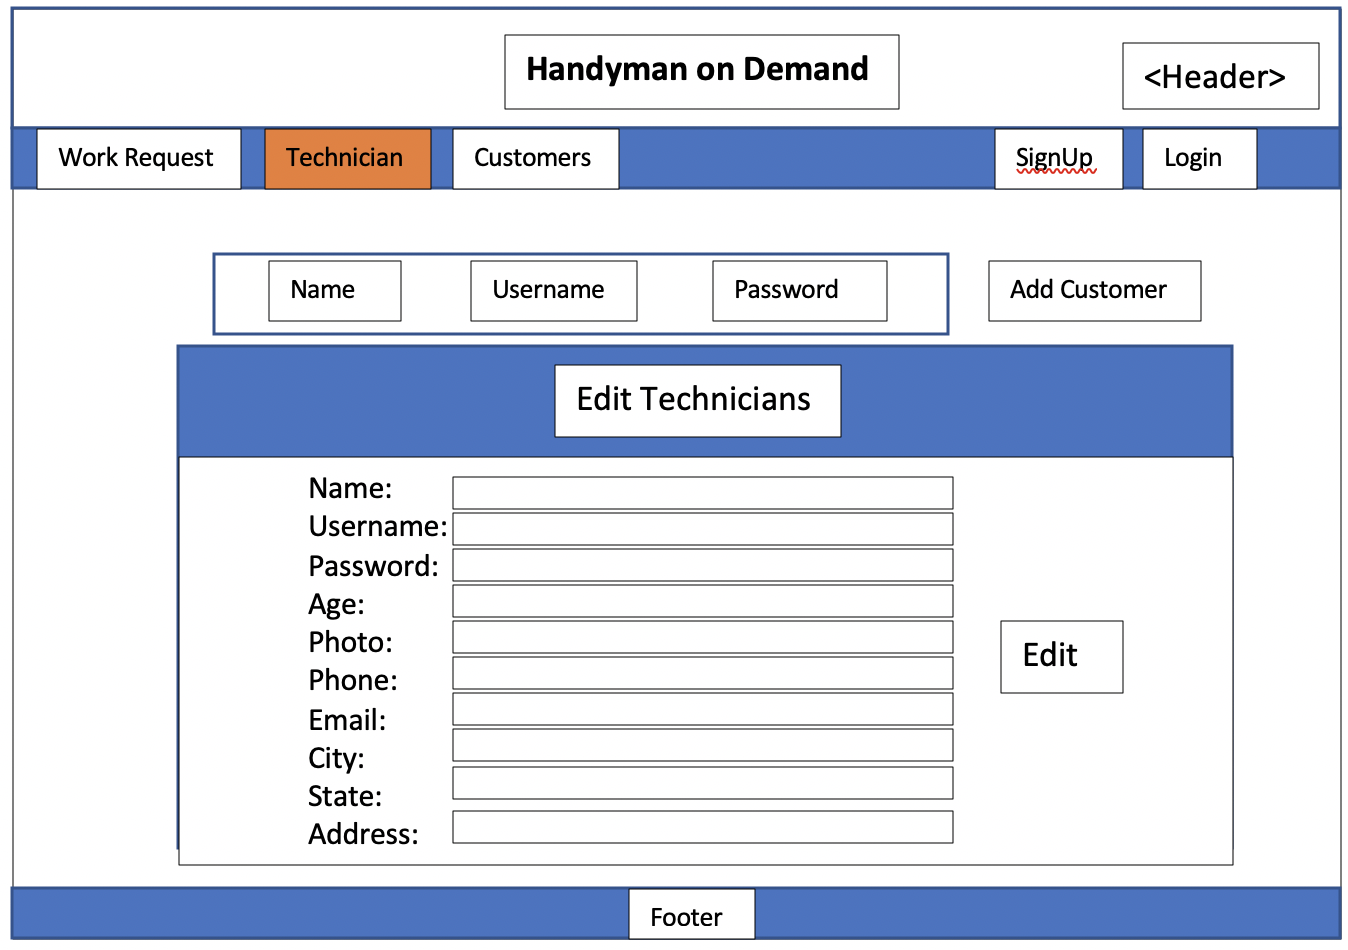 Handyman on Demand
<Header>
Work Request
Technician
Customers
SignUp
Login
Name
Username
Password
Add Customer
Edit Technicians
Name:
Username:
Password:
Age:
Photo:
Phone:
Email:
City:
State:
Address:
Edit
Footer